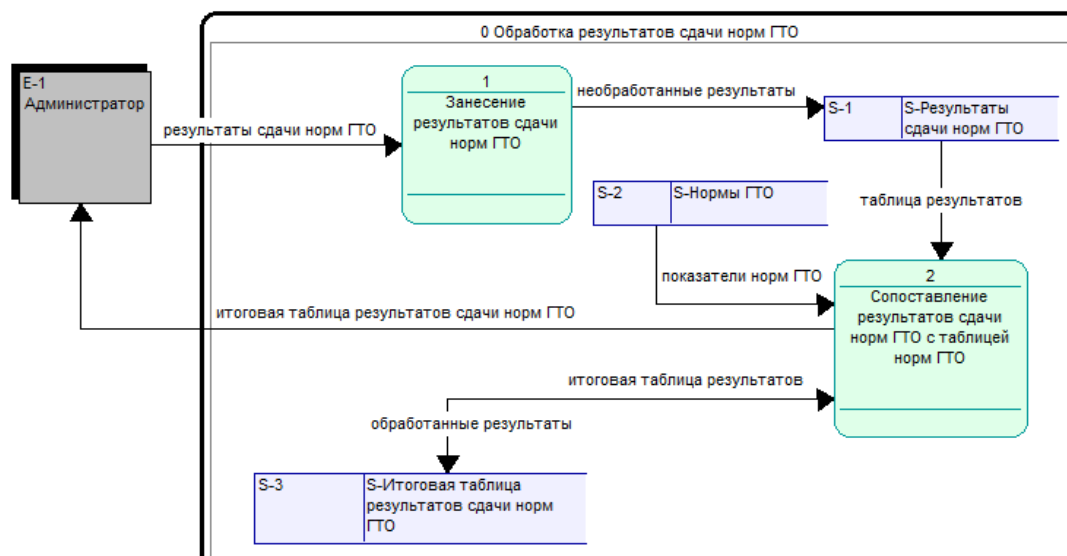 0 Обработка результатов сдачи норм ГТО
E-1
Администратор
результаты сдачи норм ГТО
1
Занесение
результатов сдачи
норм ГТО
необработанные результаты
S-1
S-Результаты
сдачи норм ГТО
S-2
S-Нормы ГТО
таблица результатов
показатели норм ГТО
2
Сопоставление
результатов сдачи
норм ГТО с таблицей
норм ГТО
итоговая таблица результатов сдачи норм ГТО
итоговая таблица результатов
обработанные результаты
S-3
S-Итоговая таблица
результатов сдачи норм
ГТО